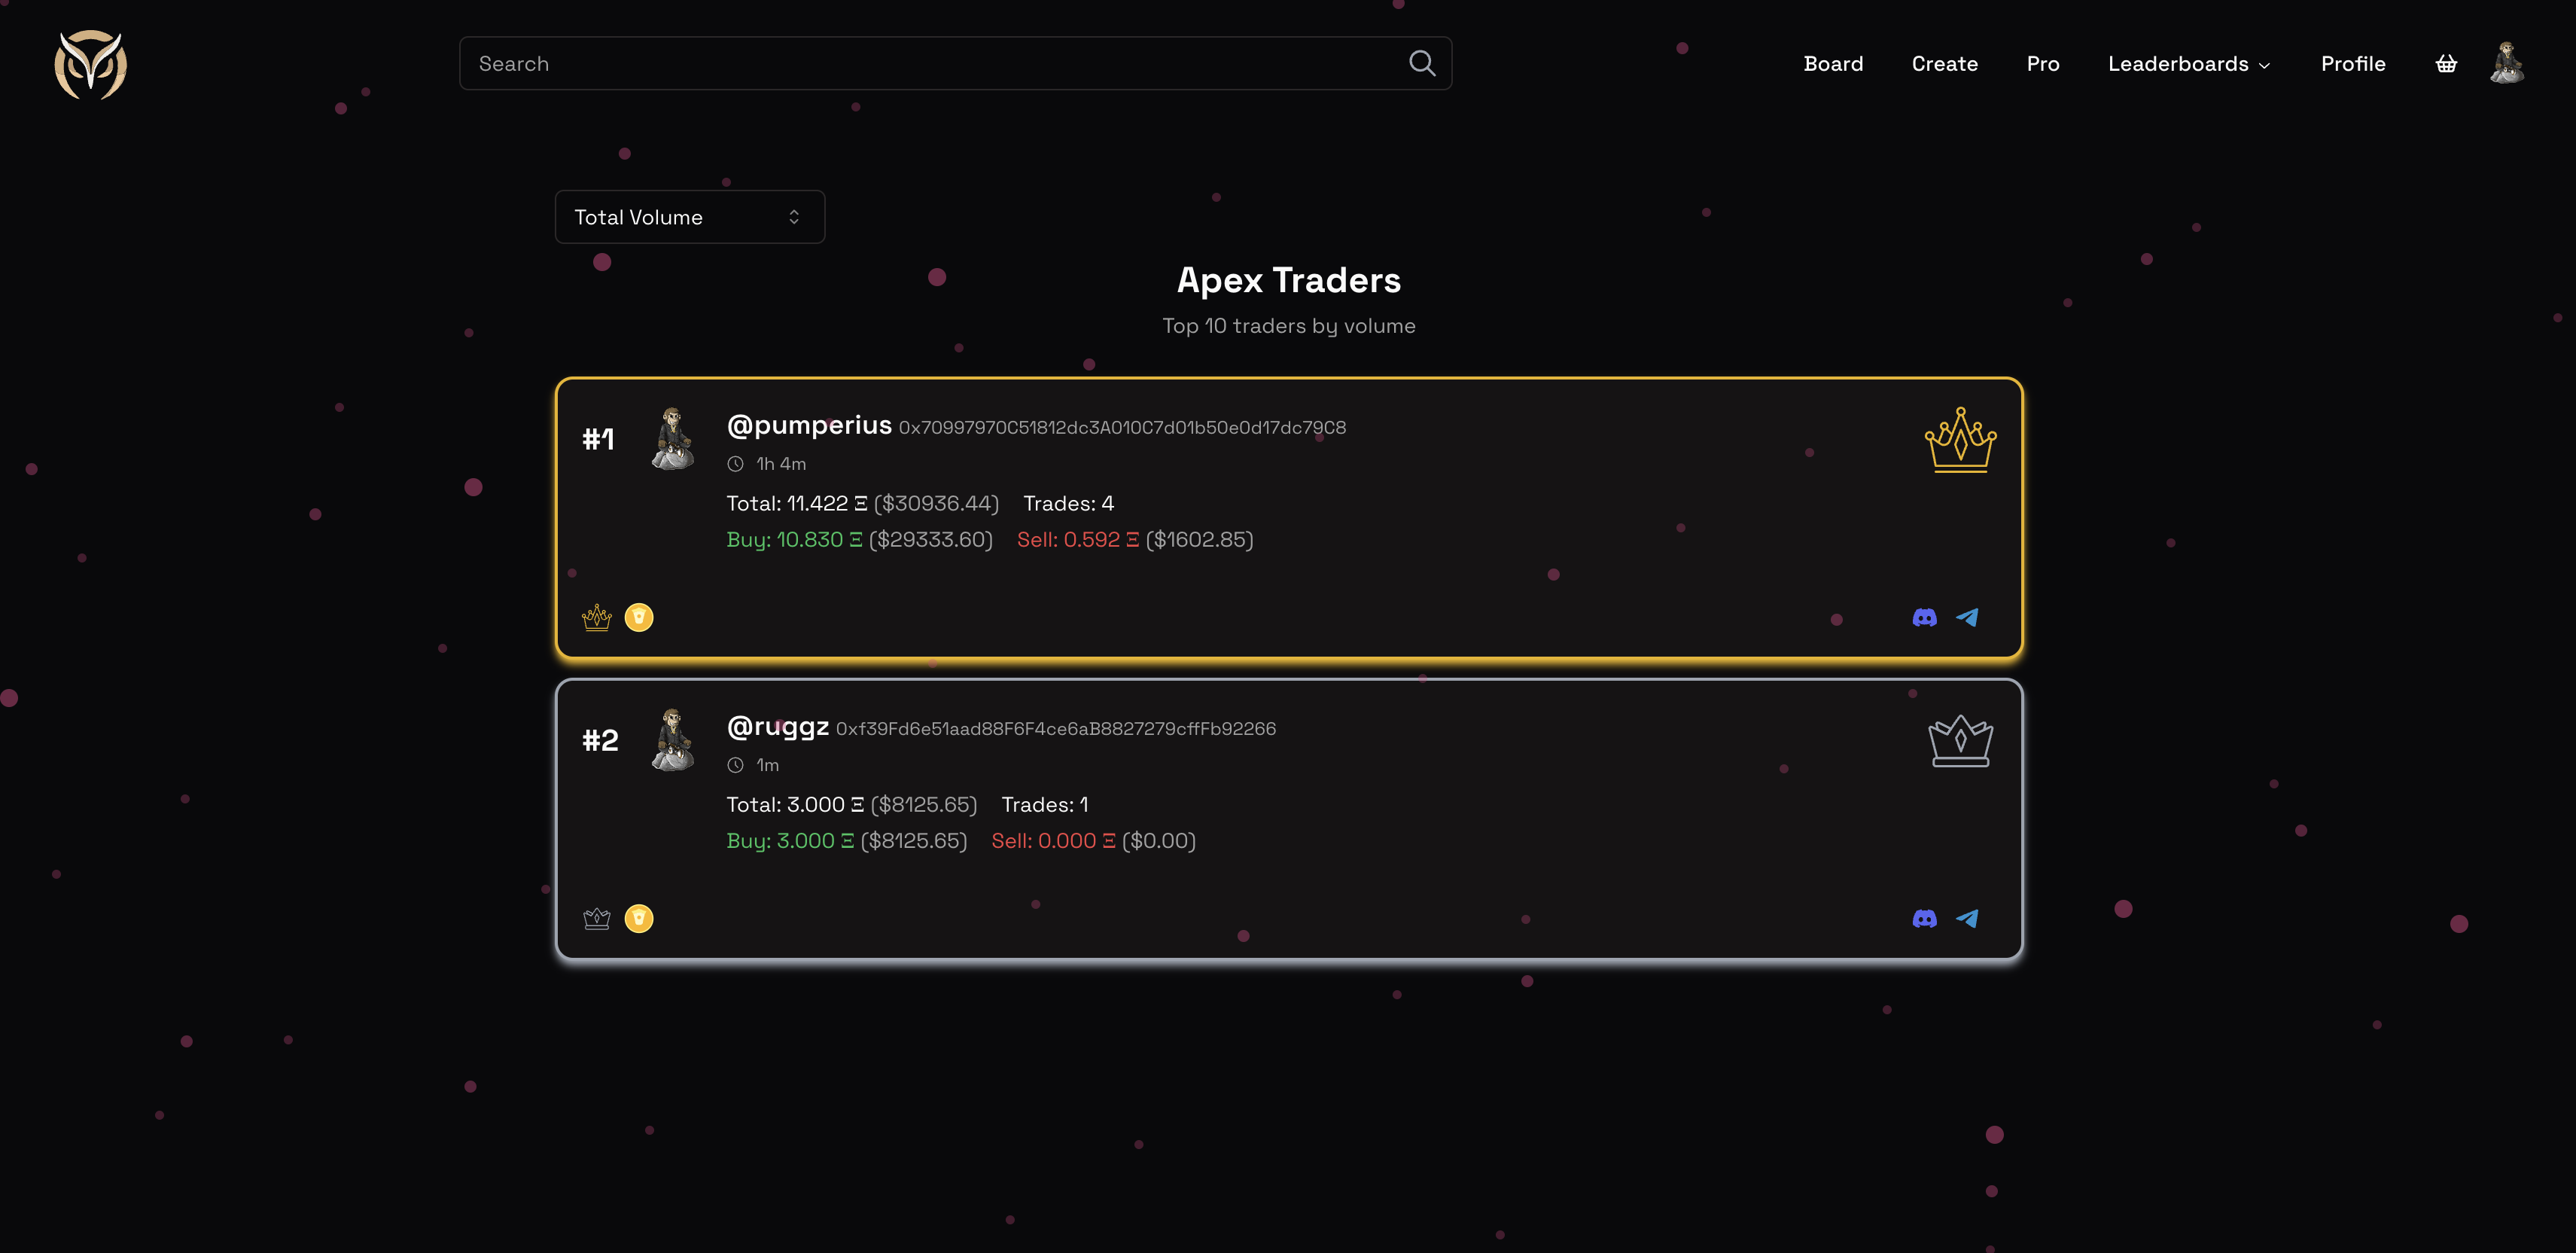 Search
Board Create Pro Leaderboards Profile
Total Volume
Apex Traders
Top 10 traders by volume
#1
@pumperius 0x70997970C51812dc3A010C7d01b50e0d17dc79C8
1h 4m
Total: 11.422 Ξ ($30936.44) Trades: 4
Buy: 10.830 Ξ ($29333.60) Sell: 0.592 Ξ ($1602.85)
#2
@ruggz 0xf39Fd6e51aad88F6F4ce6aB8827279cffFb92266
1m
Total: 3.000 Ξ ($8125.65) Trades: 1
Buy: 3.000 Ξ ($8125.65) Sell: 0.000 Ξ ($0.00)